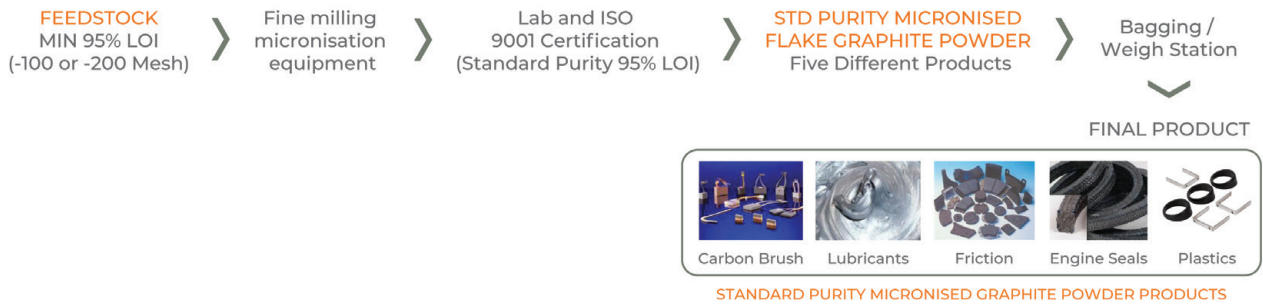 FEEDSTOCK
MIN 95% LOI
(-100 or -200 Mesh)
Fine milling
micronisation
equipment
Lab and ISO
9001 Certification
(Standard Purity 95% LOI)
STD PURITY MICRONISED
FLAKE GRAPHITE POWDER
Five Different Products
Bagging /
Weigh Station
FINAL PRODUCT
Carbon Brush
Lubricants
Friction
Engine Seals
Plastics
STANDARD PURITY MICRONISED GRAPHITE POWDER PRODUCTS